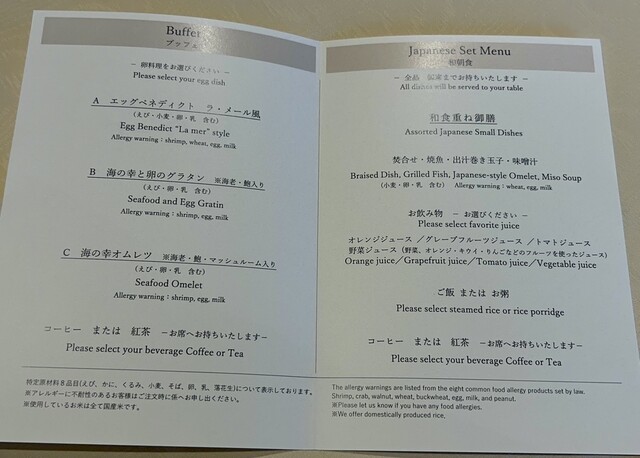 Buffet
ブッフェ
― 卵料理をお選びください ―
Please select your egg dish
A エッグベネディクト ラ・メール風
(えび・小麦・卵・乳 含む)
Egg Benedict "La mer" style
Allergy warning : shrimp, wheat, egg, milk
B 海の幸と卵のグラタン ※海老・鮑入り
(えび・卵・乳 含む)
Seafood and Egg Gratin
Allergy warning : shrimp, egg, milk
C 海の幸オムレツ ※海老・鮑・マッシュルーム入り
(えび・卵・乳 含む)
Seafood Omelet
Allergy warning : shrimp, egg, milk
コーヒー または 紅茶 －お席へお持ちいたします－
Please select your beverage Coffee or Tea
特定原材料8品目(えび、かに、くるみ、小麦、そば、卵、乳、落花生)について表示しております。
※アレルギーに不耐性のあるお客様はご注文時に係へお申し出ください。
※使用しているお米は全て国産米です。
Japanese Set Menu
和朝食
― 全品 お席までお持ちいたします ―
All dishes will be served to your table
和食重ね御膳
Assorted Japanese Small Dishes
焚合せ・焼魚・出汁巻き玉子・味噌汁
Braised Dish, Grilled Fish, Japanese-style Omelet, Miso Soup
(小麦・卵・乳 含む) Allergy warning : wheat, egg, milk
お飲み物 －お選びください－
Please select favorite juice
オレンジジュース ／グレープフルーツジュース ／トマトジュース
野菜ジュース (野菜、オレンジ・キウイ・りんごなどのフルーツを使ったジュース)
Orange juice／Grapefruit juice／Tomato juice／Vegetable juice
ご飯 または お粥
Please select steamed rice or rice porridge
コーヒー または 紅茶 －お席へお持ちいたします－
Please select your beverage Coffee or Tea
The allergy warnings are listed from the eight common food allergy products set by law.
Shrimp, crab, walnut, wheat, buckwheat, egg, milk, and peanut.
※Please let us know if you have any food allergies.
※We offer domestically produced rice.